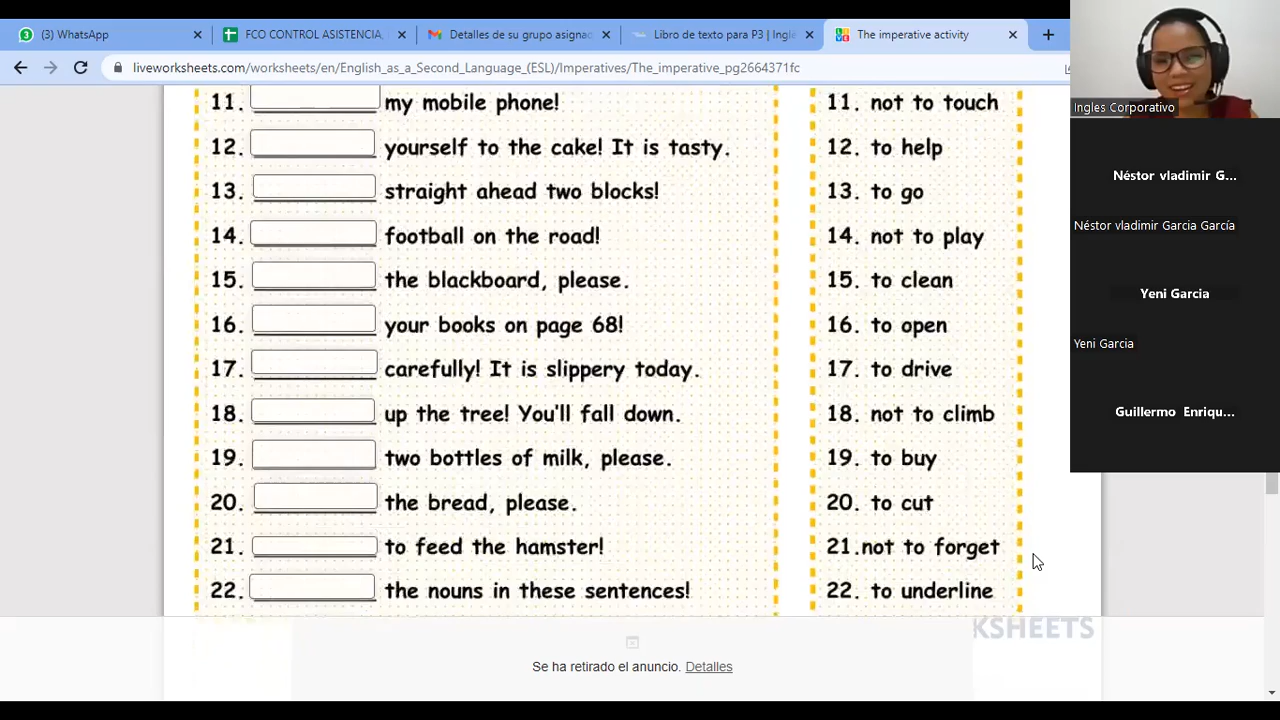 (3) WhatsApp
FCO CONTROL ASISTENCIA
Detalles de su grupo asignad
Libro de texto para P3 | Ingl
The imperative activity
liveworksheets.com/worksheets/en/English_as_a_Second_Language_(ESL)/Imperatives/The_imperative_pg2664371fc
11. my mobile phone!
12. yourself to the cake! It is tasty.
13. straight ahead two blocks!
14. football on the road!
15. the blackboard, please.
16. your books on page 68!
17. carefully! It is slippery today.
18. up the tree! You'll fall down.
19. two bottles of milk, please.
20. the bread, please.
21. to feed the hamster!
22. the nouns in these sentences!
11. not to touch
12. to help
13. to go
14. not to play
15. to clean
16. to open
17. to drive
18. not to climb
19. to buy
20. to cut
21.not to forget
22. to underline
KSHEETS
Se ha retirado el anuncio. Detalles
Ingles Corporativo
Néstor vladimir G...
Néstor vladimir Garcia García
Yeni Garcia
Yeni Garcia
Guillermo Enriqu...